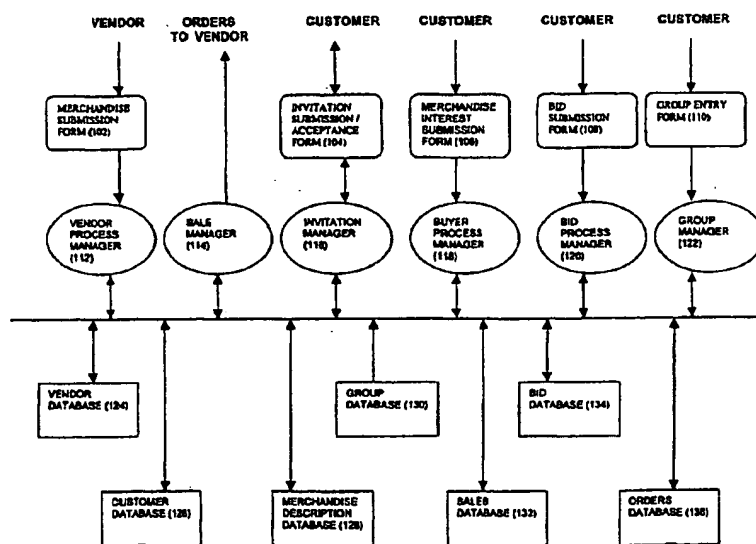 VENDOR
ORDERS
TO VENDOR
CUSTOMER
CUSTOMER
CUSTOMER
CUSTOMER
MERCHANDISE
SUBMISSION
FORM (102)
INVITATION
SUBMISSION /
ACCEPTANCE
FORM (104)
MERCHANDISE
INTEREST
SUBMISSION
FORM (106)
BID
SUBMISSION
FORM (108)
GROUP ENTRY
FORM (110)
VENDOR
PROCESS
MANAGER
(112)
SALE
MANAGER
(114)
INVITATION
MANAGER
(116)
BUYER
PROCESS
MANAGER
(118)
BID
PROCESS
MANAGER
(120)
GROUP
MANAGER
(122)
VENDOR
DATABASE (124)
GROUP
DATABASE (130)
BID
DATABASE (134)
CUSTOMER
DATABASE (126)
MERCHANDISE
DESCRIPTION
DATABASE (128)
SALES
DATABASE (132)
ORDERS
DATABASE (136)